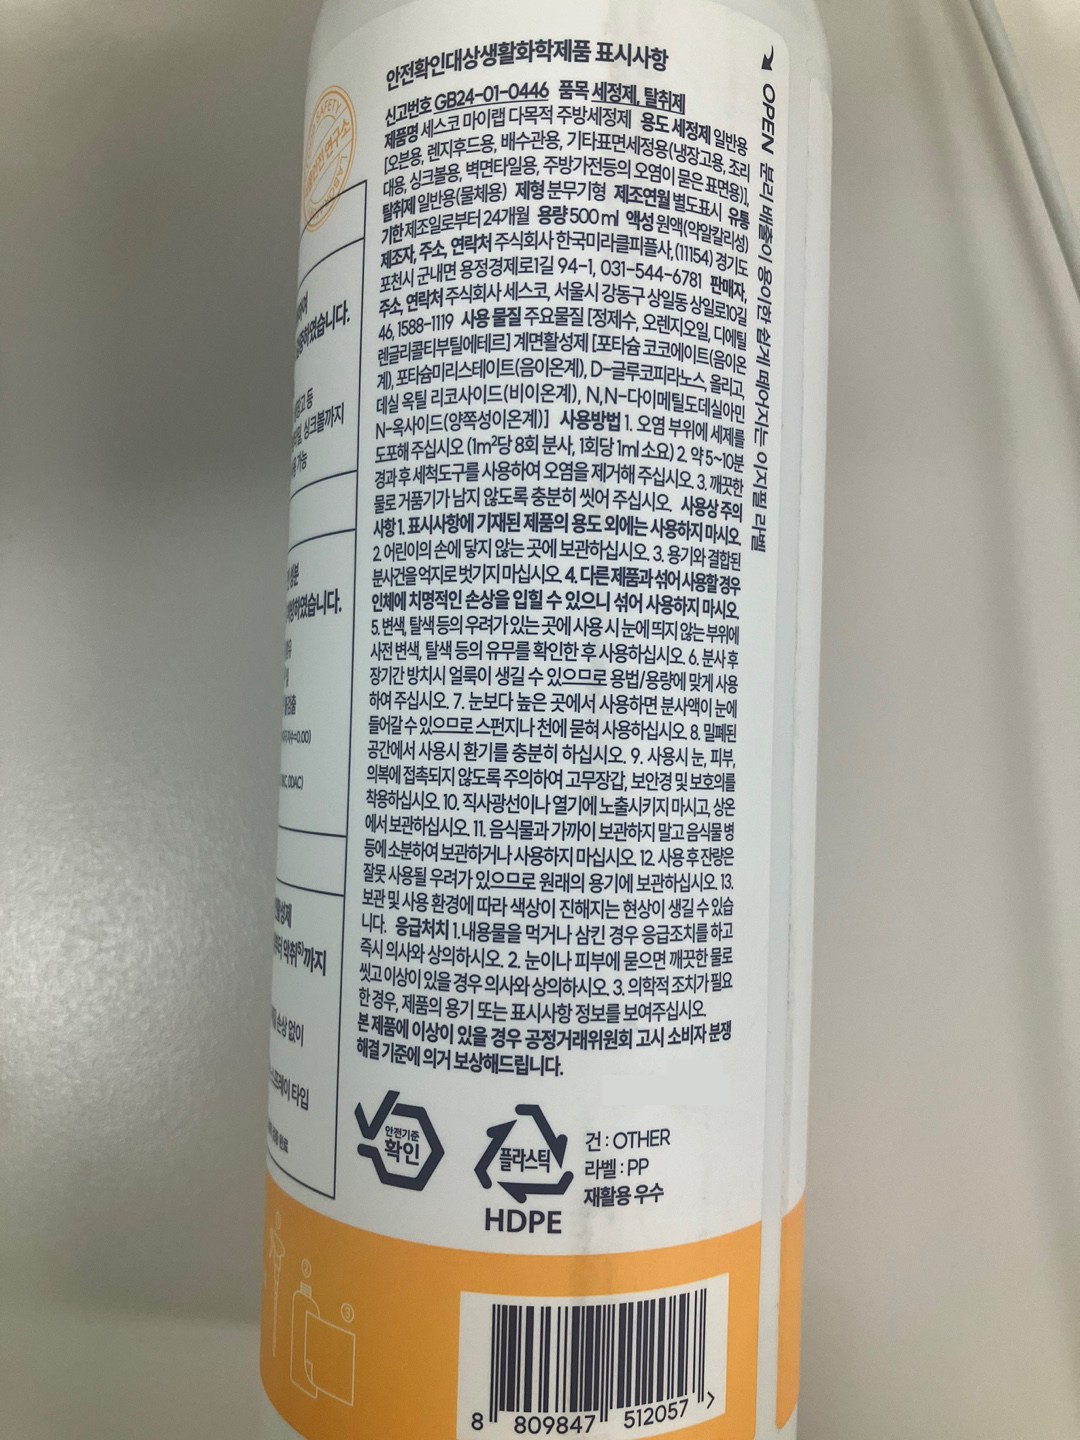 안전확인대상생활화학제품 표시사항
신고번호 GB24-01-0446 품목 세정제, 탈취제
제품명 세스코 마이랩 다목적 주방세정제 용도 세정제 일반용
[오븐용, 렌지후드용, 배수관용, 기타표면세정용(냉장고용, 조리
대용, 싱크볼용, 벽면타일용, 주방가전등의 오염이 묻은 표면용)],
탈취제 일반용(물체용) 제형 분무기형 제조연월 별도표시 유통
기한 제조일로부터 24개월 용량 500ml 액성 원액(약알칼리성)
제조자, 주소, 연락처 주식회사 한국미라클피플사, (11154) 경기도
포천시 군내면 용정경제로1길 94-1, 031-544-6781 판매자,
주소, 연락처 주식회사 세스코, 서울시 강동구 상일동 상일로10길
46, 1588-1119 사용 물질 주요물질 [정제수, 오렌지오일, 디에틸
렌글리콜티부틸에테르] 계면활성제 [포타슘 코코에이트(음이온
계), 포타슘미리스테이트(음이온계), D-글루코피라노스, 올리고,
데실 옥틸 리코사이드(비이온계), N,N-다이메틸도데실아민
N-옥사이드(양쪽성이온계)] 사용방법 1. 오염 부위에 세제를
도포해 주십시오 (1m²당 8회 분사, 1회당 1ml 소요) 2. 약 5~10분
경과 후 세척도구를 사용하여 오염을 제거해 주십시오. 3. 깨끗한
물로 거품기가 남지 않도록 충분히 씻어 주십시오. 사용상 주의
사항 1. 표시사항에 기재된 제품의 용도 외에는 사용하지 마시오.
2. 어린이의 손에 닿지 않는 곳에 보관하십시오. 3. 용기와 결합된
분사건을 억지로 벗기지 마십시오. 4. 다른 제품과 섞어 사용할 경우
인체에 치명적인 손상을 입힐 수 있으니 섞어 사용하지 마시오.
5. 변색, 탈색 등의 우려가 있는 곳에 사용 시 눈에 띄지 않는 부위에
사전 변색, 탈색 등의 유무를 확인한 후 사용하십시오. 6. 분사 후
장기간 방치시 얼룩이 생길 수 있으므로 용법/용량에 맞게 사용
하여 주십시오. 7. 눈보다 높은 곳에서 사용하면 분사액이 눈에
들어갈 수 있으므로 스펀지나 천에 묻혀 사용하십시오. 8. 밀폐된
공간에서 사용시 환기를 충분히 하십시오. 9. 사용시 눈, 피부,
의복에 접촉되지 않도록 주의하여 고무장갑, 보안경 및 보호의를
착용하십시오. 10. 직사광선이나 열기에 노출시키지 마시고, 상온
에서 보관하십시오. 11. 음식물과 가까이 보관하지 말고 음식물 병
등에 소분하여 보관하거나 사용하지 마십시오. 12. 사용 후 잔량은
잘못 사용될 우려가 있으므로 원래의 용기에 보관하십시오. 13.
보관 및 사용 환경에 따라 색상이 진해지는 현상이 생길 수 있습
니다. 응급처치 1. 내용물을 먹거나 삼킨 경우 응급조치를 하고
즉시 의사와 상의하시오. 2. 눈이나 피부에 묻으면 깨끗한 물로
씻고 이상이 있을 경우 의사와 상의하시오. 3. 의학적 조치가 필요
한 경우, 제품의 용기 또는 표시사항 정보를 보여주십시오.
본 제품에 이상이 있을 경우 공정거래위원회 고시 소비자 분쟁
해결 기준에 의거 보상해드립니다.
안전기준
확인
플라스틱
HDPE
건 : OTHER
라벨 : PP
재활용 우수
8 809847 512057
OPEN 분리 배출이 용이한 쉽게 떼어지는 이지필 라벨
SAFETY
연구소
였습니다.
싱크볼까지
가능
하였습니다.
DDAC)
악취5)까지
손상 없이
스프레이 타입
완료
1
2
3